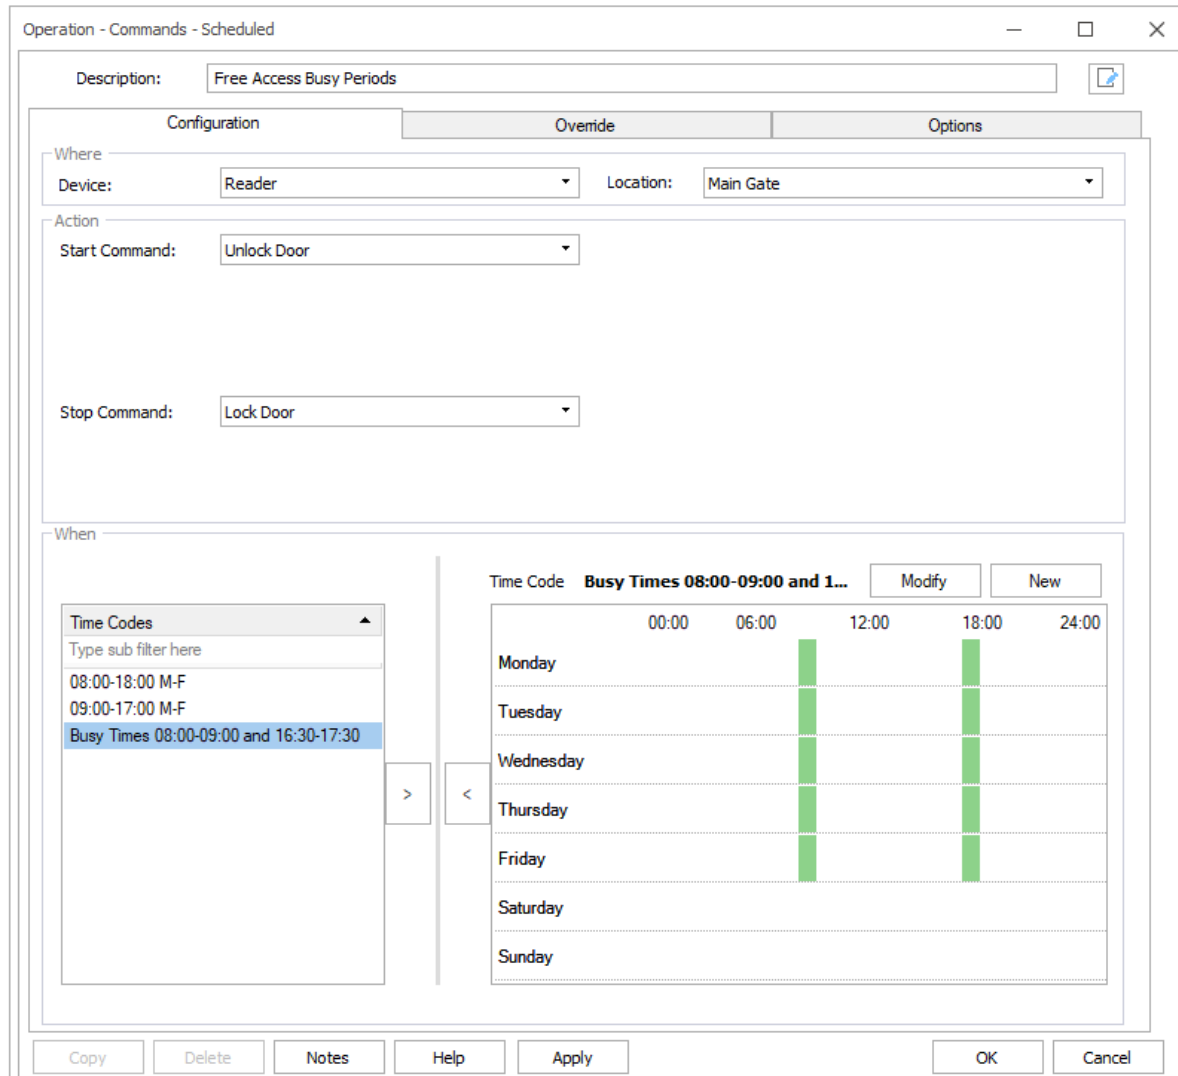 Operation - Commands - Scheduled
Description: Free Access Busy Periods
Configuration Override Options
Where
Device: Reader Location: Main Gate
Action
Start Command: Unlock Door
Stop Command: Lock Door
When
Time Code Busy Times 08:00-09:00 and 1... Modify New
Time Codes
Type sub filter here
08:00-18:00 M-F
09:00-17:00 M-F
Busy Times 08:00-09:00 and 16:30-17:30
> <
00:00 06:00 12:00 18:00 24:00
Monday
Tuesday
Wednesday
Thursday
Friday
Saturday
Sunday
Copy Delete Notes Help Apply OK Cancel